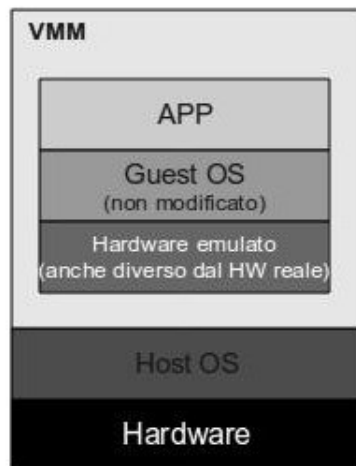 VMM
APP
Guest OS
(non modificato)
Hardware emulato
(anche diverso dal HW reale)
Host OS
Hardware